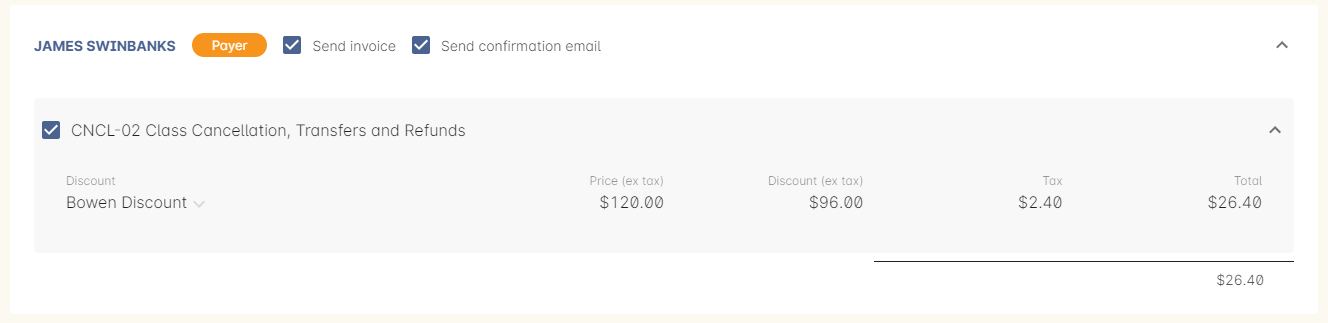 JAMES SWINBANKS Payer Send invoice Send confirmation email
CNCL-02 Class Cancellation, Transfers and Refunds
Discount Price (ex tax) Discount (ex tax) Tax Total
Bowen Discount $120.00 $96.00 $2.40 $26.40
$26.40